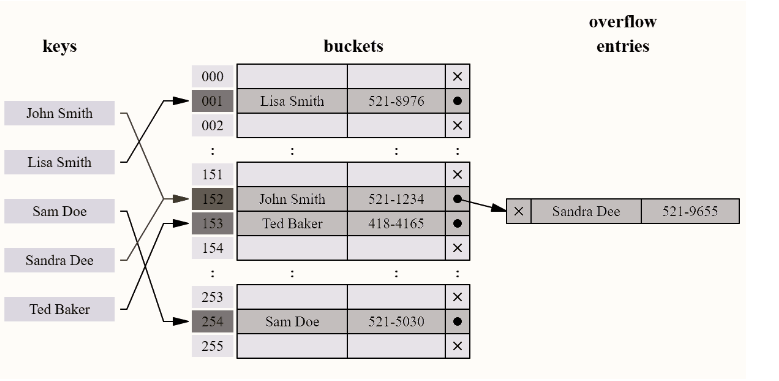 overflow
keys buckets entries
000 ×
John Smith 001 Lisa Smith 521-8976 ●
002 ×
Lisa Smith : : : :
151 ×
Sam Doe 152 John Smith 521-1234 ● × Sandra Dee 521-9655
153 Ted Baker 418-4165 ●
Sandra Dee 154 ×
: : : :
Ted Baker 253 ×
254 Sam Doe 521-5030 ●
255 ×